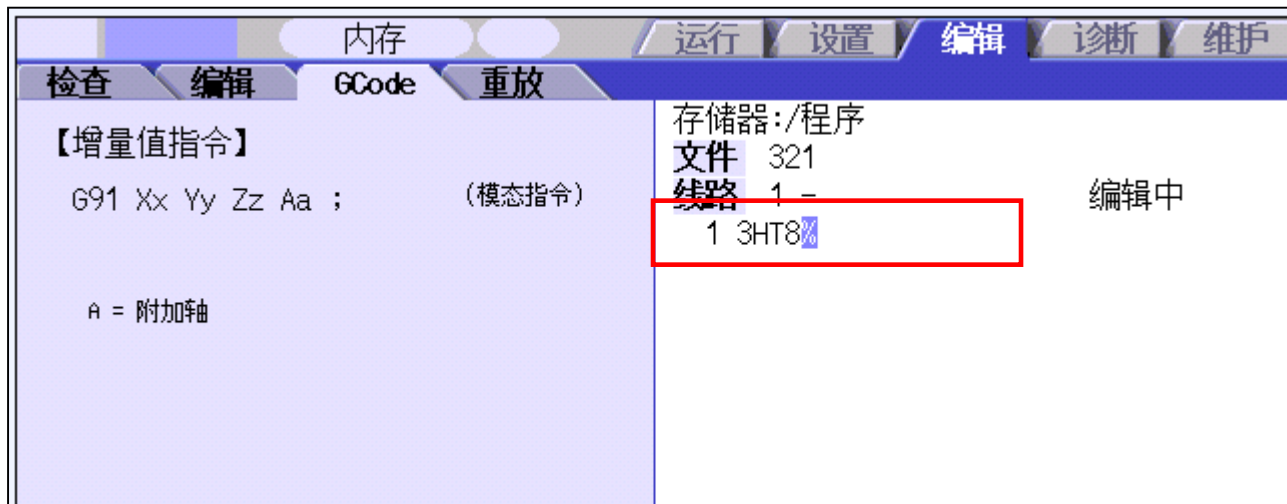 内存 运行 设置 编辑 诊断 维护
检查 编辑 GCode 重放
【增量值指令】
G91 Xx Yy Zz Aa ; (模态指令)
A = 附加轴
存储器:/程序
文件 321
线路 1 - 编辑中
1 3HT8%